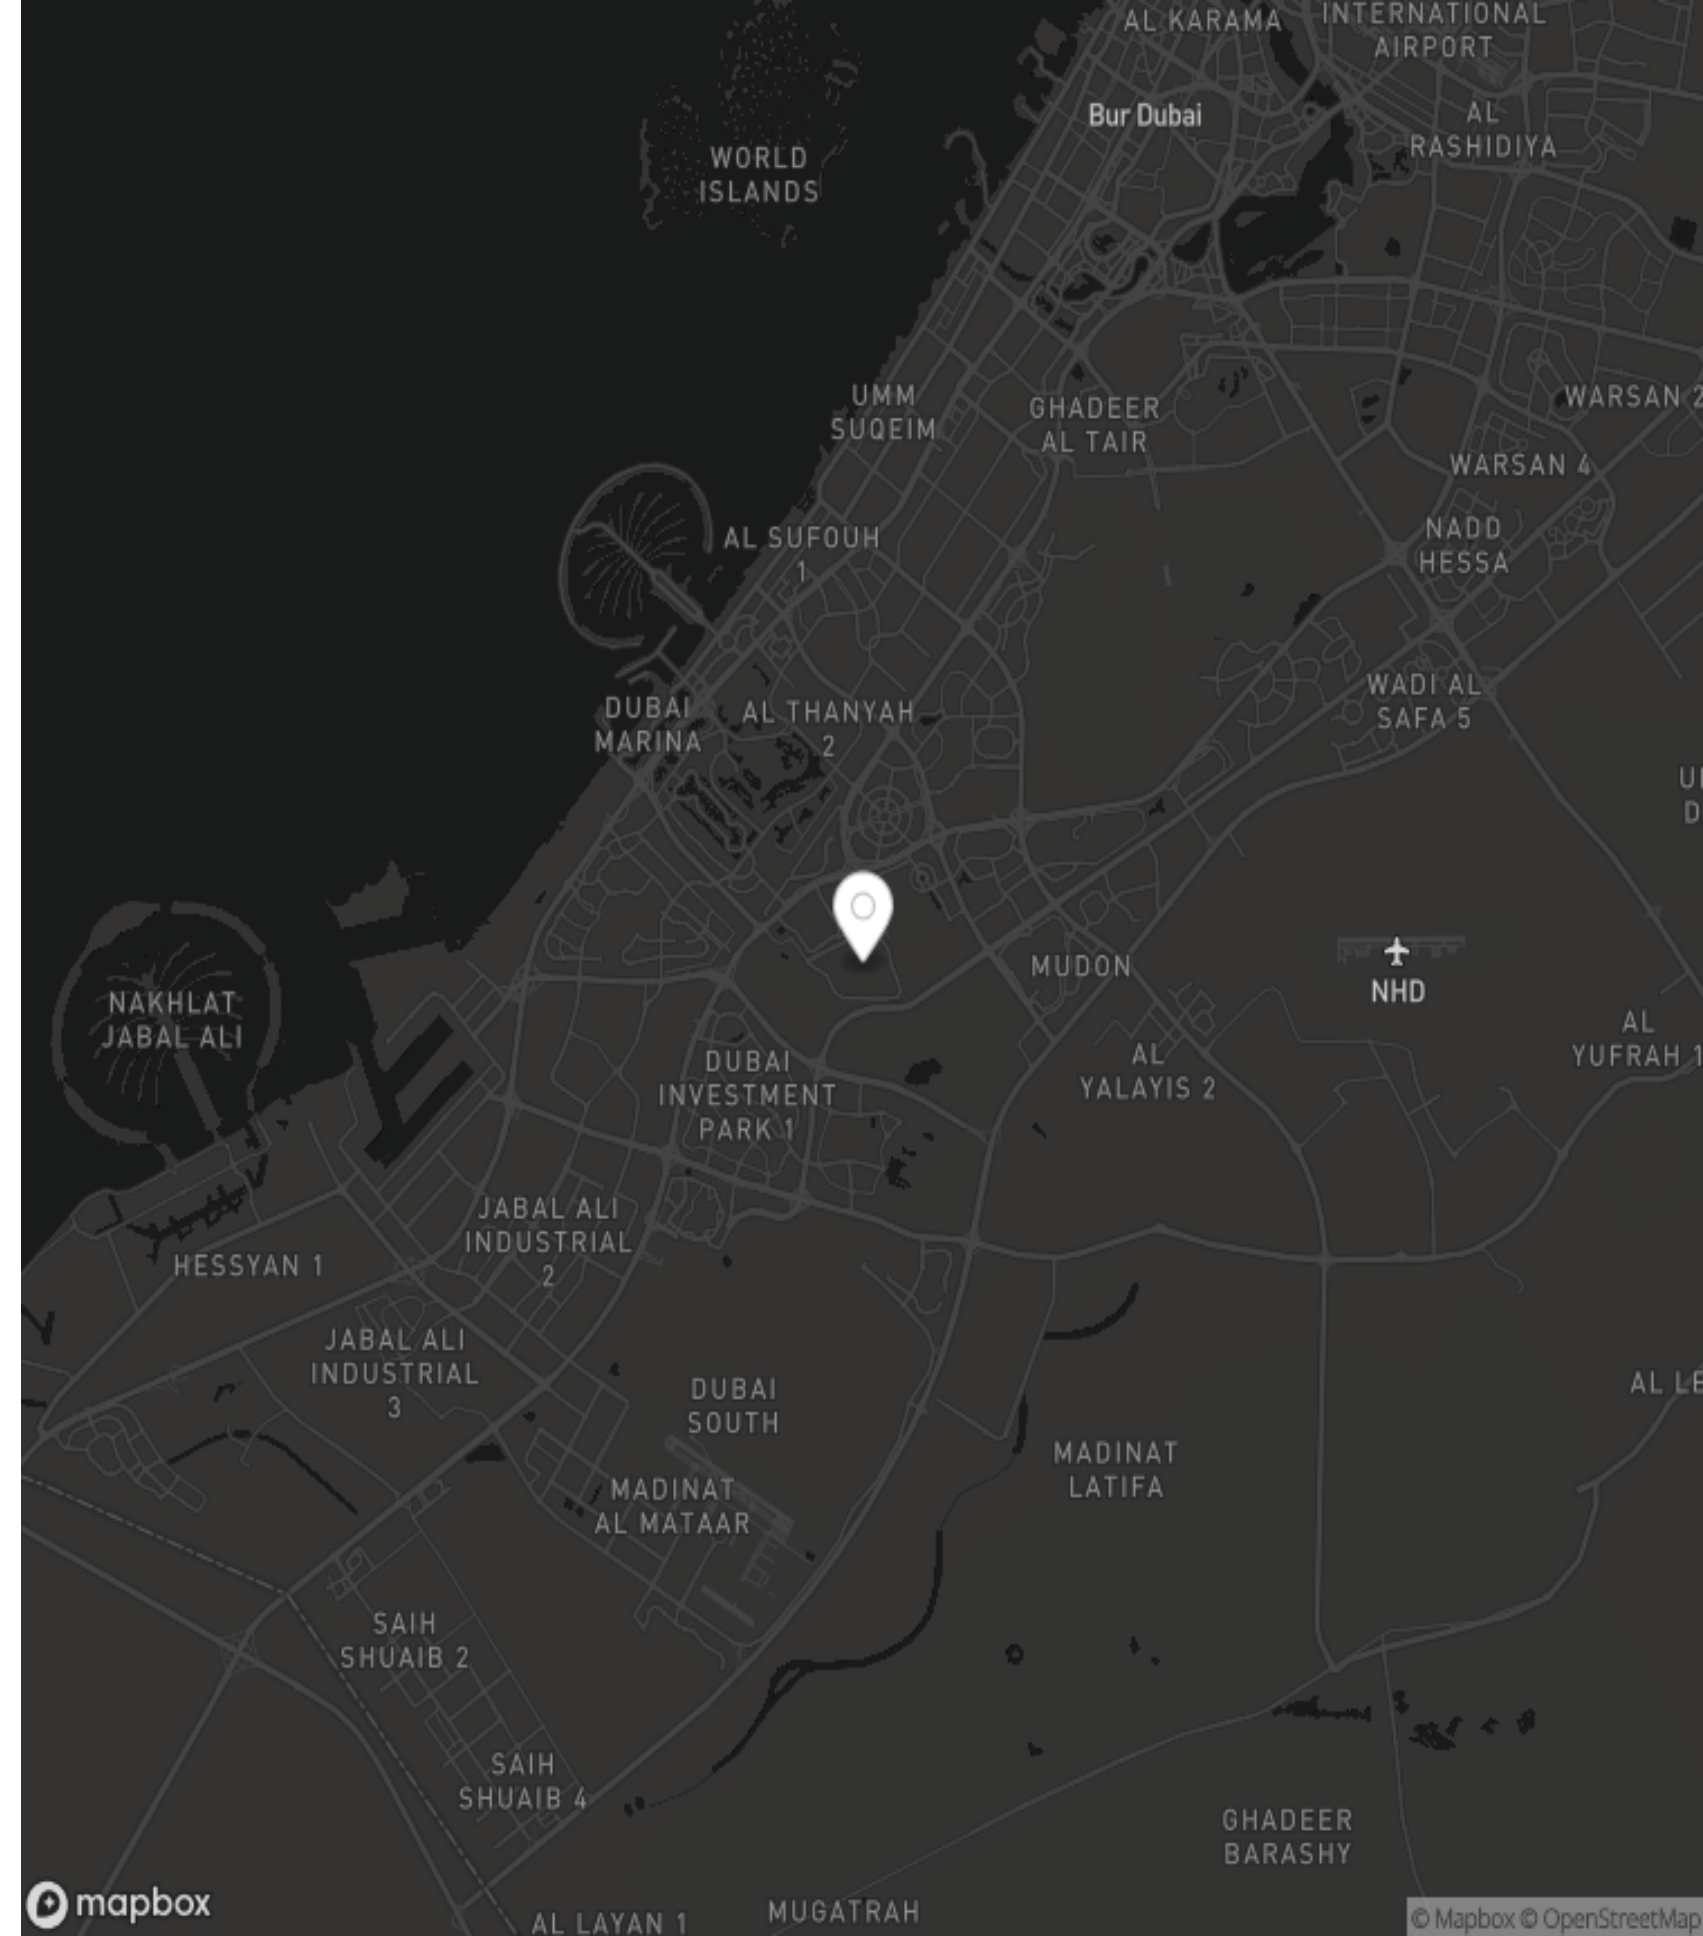 AL KARAMA
INTERNATIONAL
AIRPORT
Bur Dubai
AL
RASHIDIYA
WORLD
ISLANDS
UMM
SUQEIM
GHADEER
AL TAIR
WARSAN 2
WARSAN 4
AL SUFOUH
1
NADD
HESSA
DUBAI
MARINA
AL THANYAH
2
WADI AL
SAFA 5
U
D
NAKHLAT
JABAL ALI
MUDON
NHD
AL
YUFRAH 1
DUBAI
INVESTMENT
PARK 1
AL
YALAYIS 2
JABAL ALI
INDUSTRIAL
2
HESSYAN 1
JABAL ALI
INDUSTRIAL
3
DUBAI
SOUTH
AL LE
MADINAT
LATIFA
MADINAT
AL MATAAR
SAIH
SHUAIB 2
SAIH
SHUAIB 4
GHADEER
BARASHY
mapbox
AL LAYAN 1
MUGATRAH
© Mapbox © OpenStreetMap